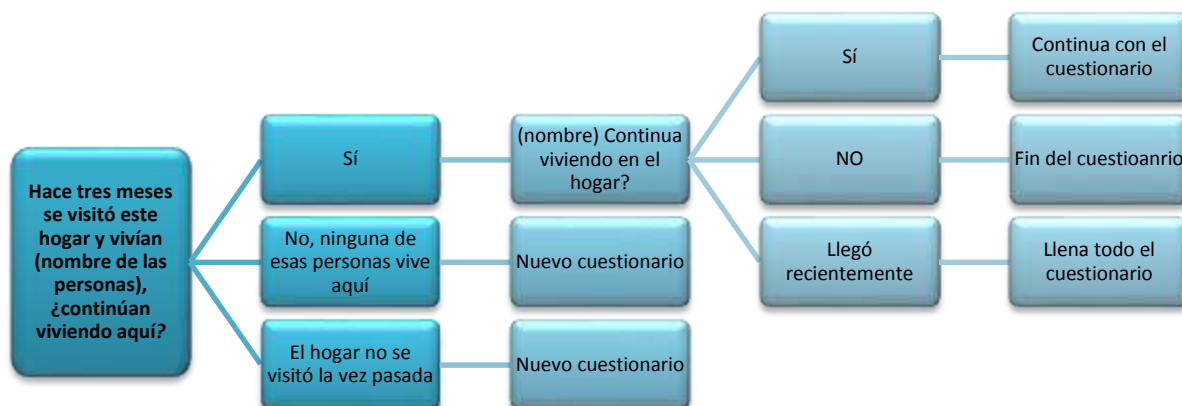 Hace tres meses
se visitó este
hogar y vivían
(nombre de las
personas),
¿continúan
viviendo aquí?
Sí
(nombre) Continua
viviendo en el
hogar?
Sí
Continua con el
cuestionario
NO
Fin del cuestioanrio
Llegó
recientemente
Llena todo el
cuestionario
No, ninguna de
esas personas vive
aquí
Nuevo cuestionario
El hogar no se
visitó la vez pasada
Nuevo cuestionario